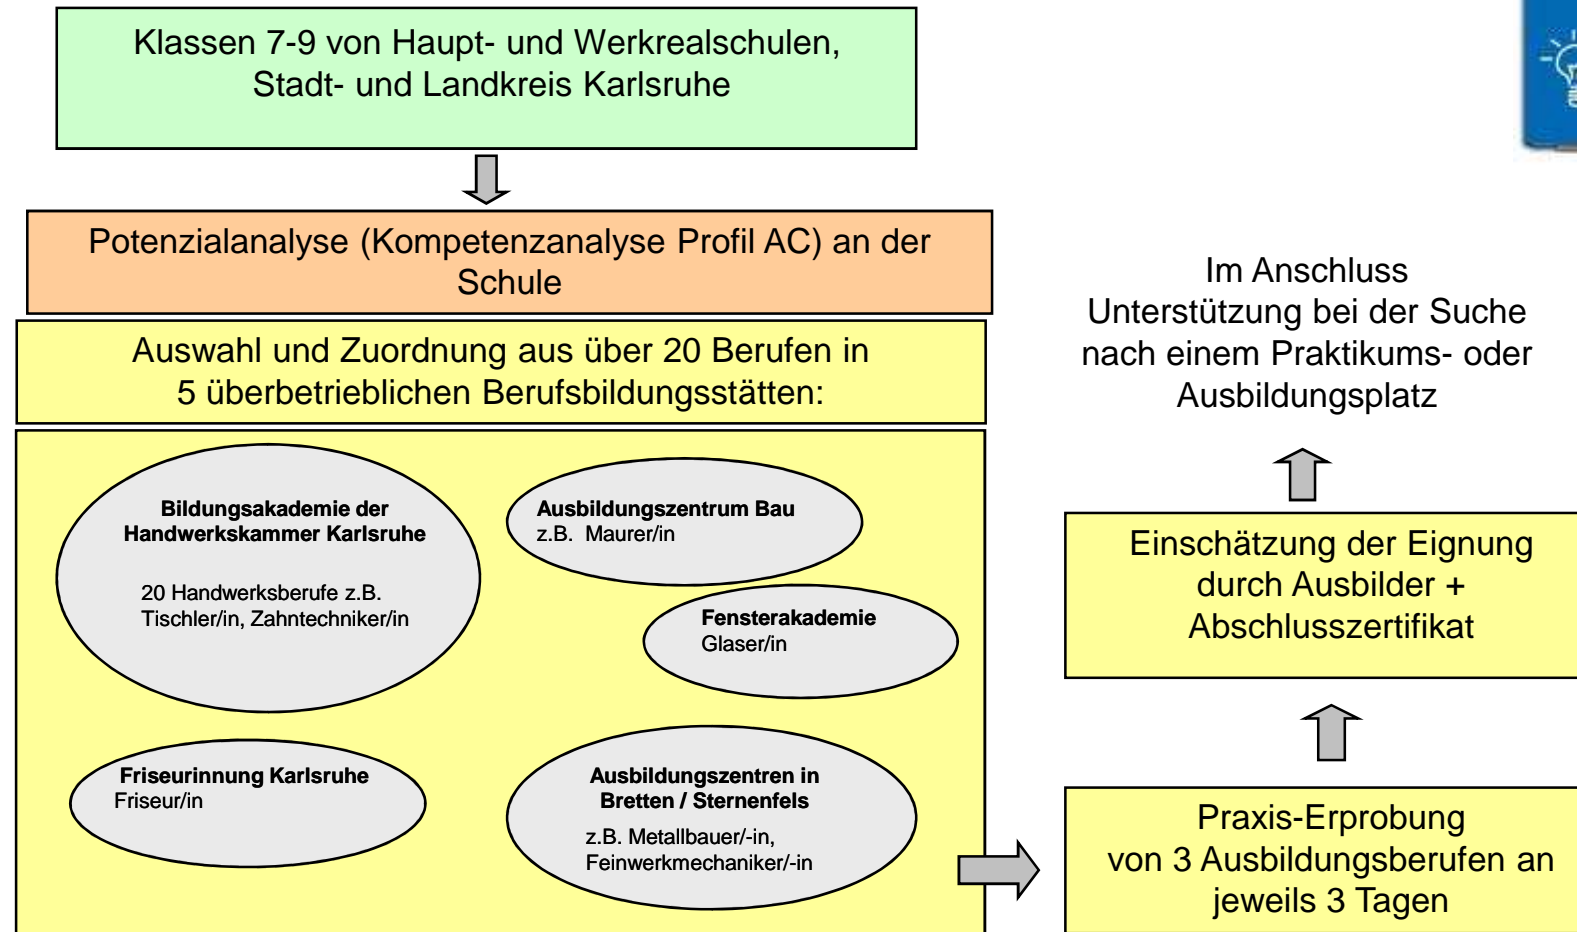 Klassen 7-9 von Haupt- und Werkrealschulen,
Stadt- und Landkreis Karlsruhe
Potenzialanalyse (Kompetenzanalyse Profil AC) an der
Schule
Auswahl und Zuordnung aus über 20 Berufen in
5 überbetrieblichen Berufsbildungsstätten:
Bildungsakademie der
Handwerkskammer Karlsruhe
20 Handwerksberufe z.B.
Tischler/in, Zahntechniker/in
Ausbildungszentrum Bau
z.B. Maurer/in
Fensterakademie
Glaser/in
Friseurinnung Karlsruhe
Friseur/in
Ausbildungszentren in
Bretten / Sternenfels
z.B. Metallbauer/-in,
Feinwerkmechaniker/-in
Praxis-Erprobung
von 3 Ausbildungsberufen an
jeweils 3 Tagen
Einschätzung der Eignung
durch Ausbilder +
Abschlusszertifikat
Im Anschluss
Unterstützung bei der Suche
nach einem Praktikums- oder
Ausbildungsplatz